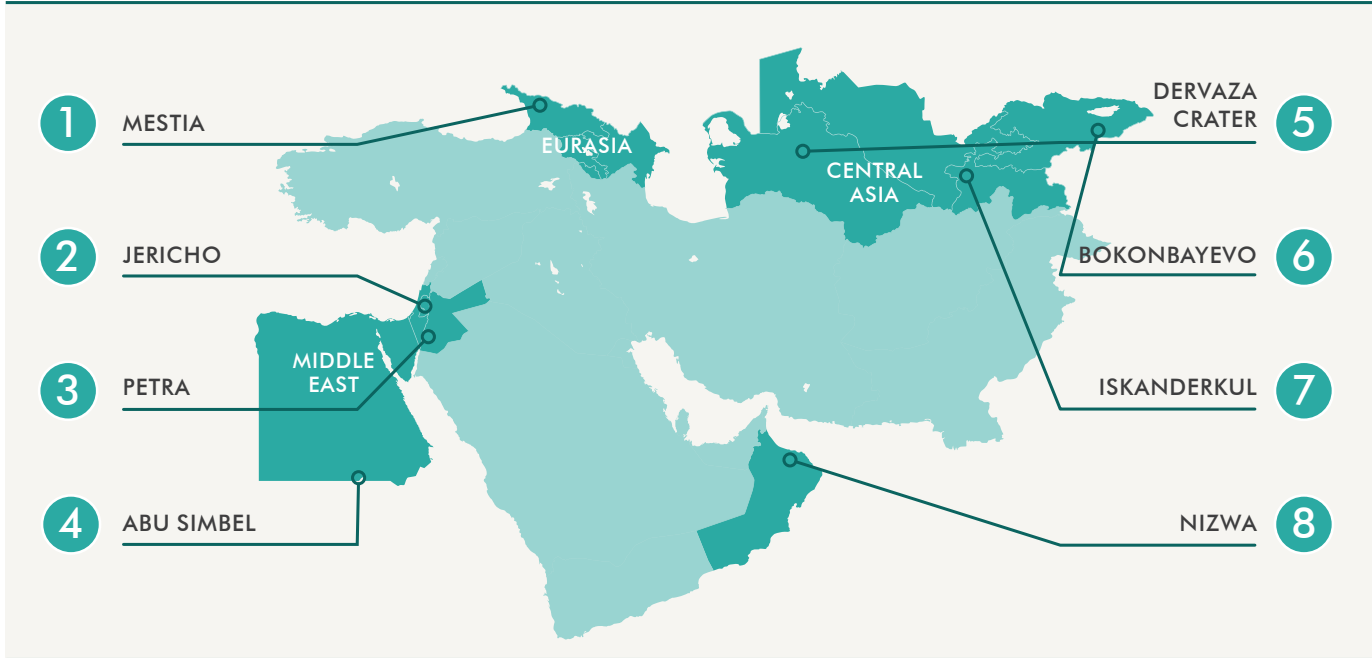 1
MESTIA
2
JERICHO
3
PETRA
4
ABU SIMBEL
EURASIA
MIDDLE
EAST
CENTRAL
ASIA
DERVAZA
CRATER
5
BOKONBAYEVO
6
ISKANDERKUL
7
NIZWA
8